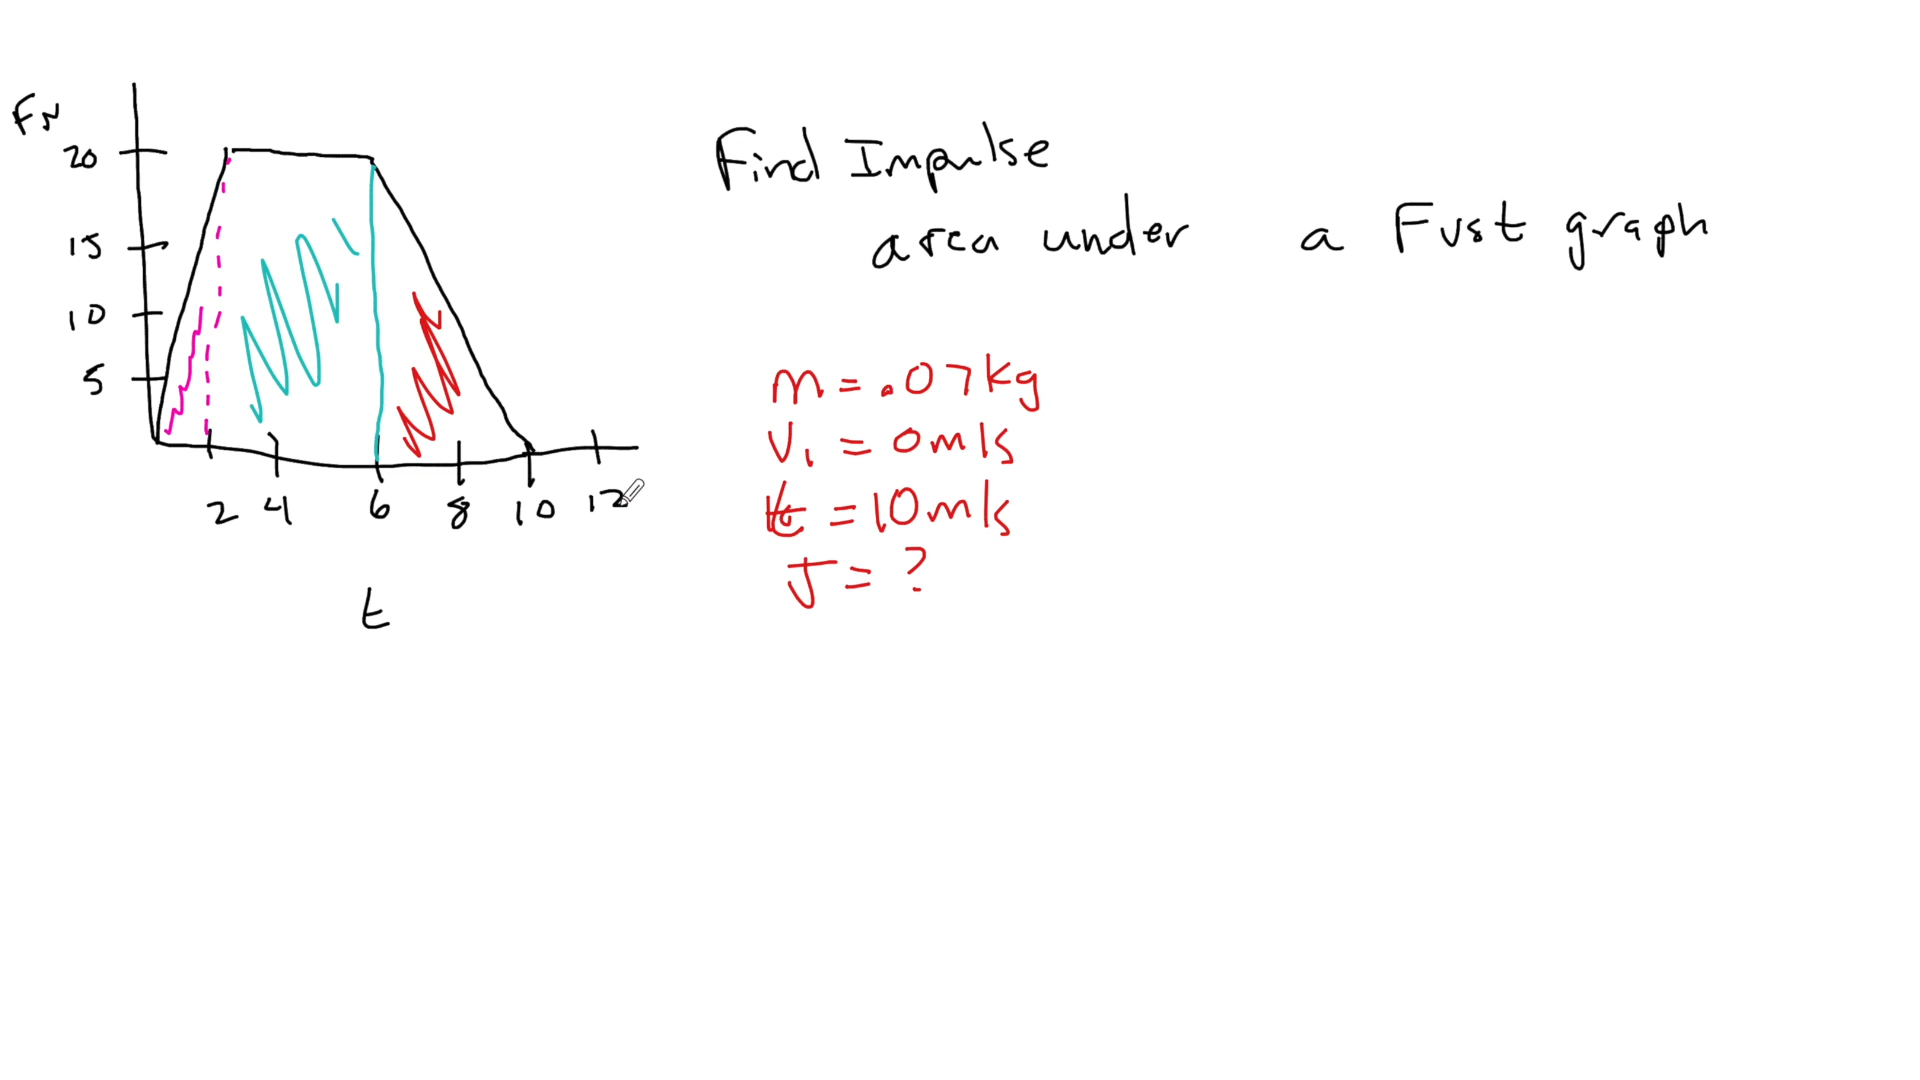 FN
20
15
10
5
2 4 6 8 10 12
t
Find Impulse
area under a Fvst graph
m = .07kg
V1 = 0m/s
= 10m/s
J = ?